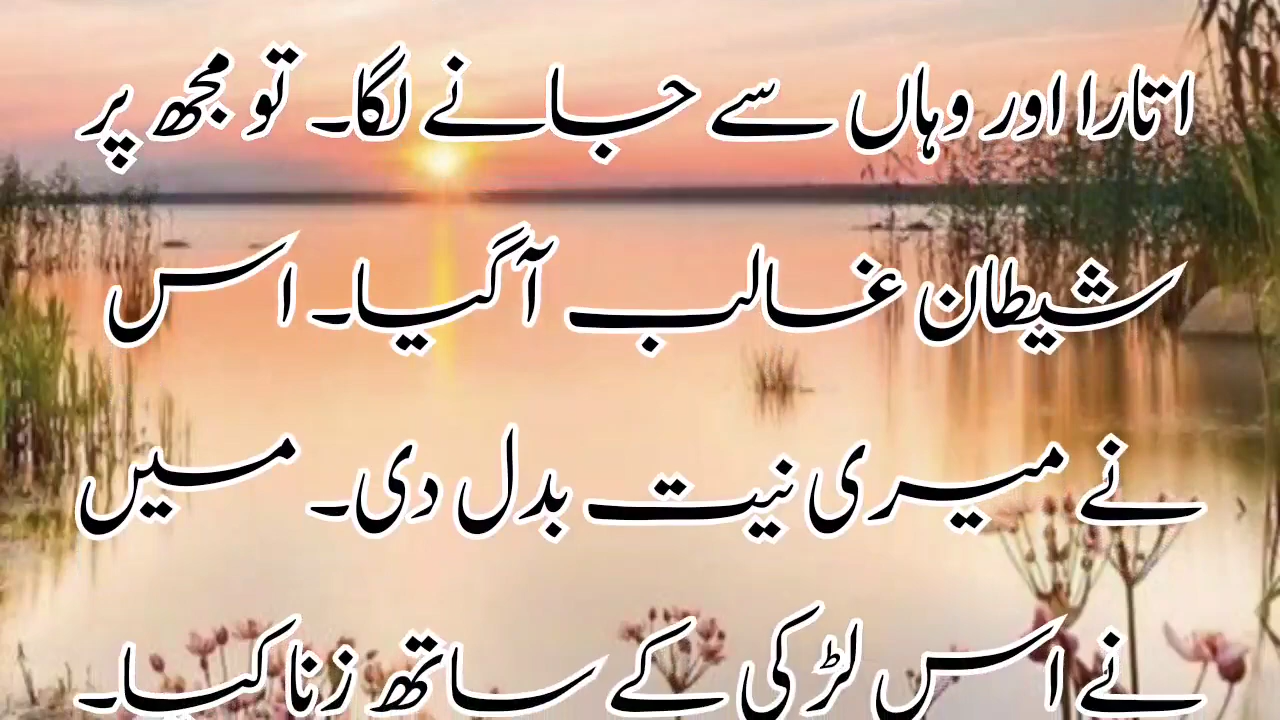 اتارا اور وہاں سے جانے لگا۔ تو مجھ پر
شیطان غالب آگیا۔ اس
نے میری نیت بدل دی۔ میں
نے اس لڑکی کے ساتھ زنا کیا۔